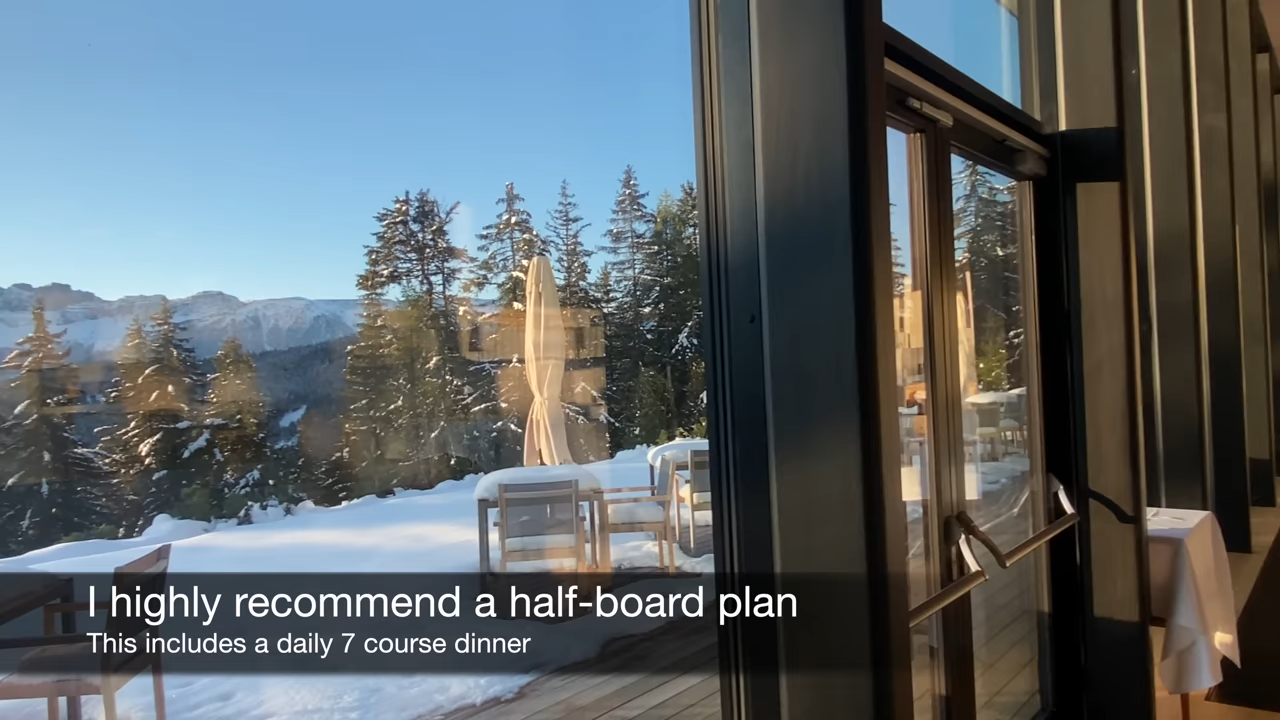 I highly recommend a half-board plan
This includes a daily 7 course dinner